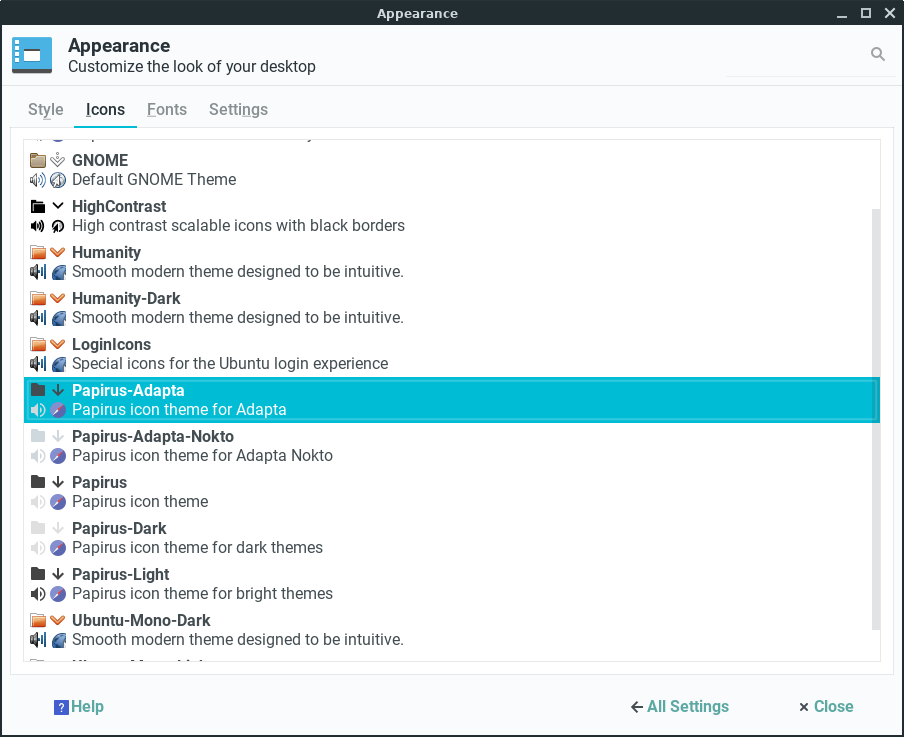 Appearance
Appearance
Customize the look of your desktop
Style Icons Fonts Settings
GNOME
Default GNOME Theme
HighContrast
High contrast scalable icons with black borders
Humanity
Smooth modern theme designed to be intuitive.
Humanity-Dark
Smooth modern theme designed to be intuitive.
LoginIcons
Special icons for the Ubuntu login experience
Papirus-Adapta
Papirus icon theme for Adapta
Papirus-Adapta-Nokto
Papirus icon theme for Adapta Nokto
Papirus
Papirus icon theme
Papirus-Dark
Papirus icon theme for dark themes
Papirus-Light
Papirus icon theme for bright themes
Ubuntu-Mono-Dark
Smooth modern theme designed to be intuitive.
? Help All Settings Close